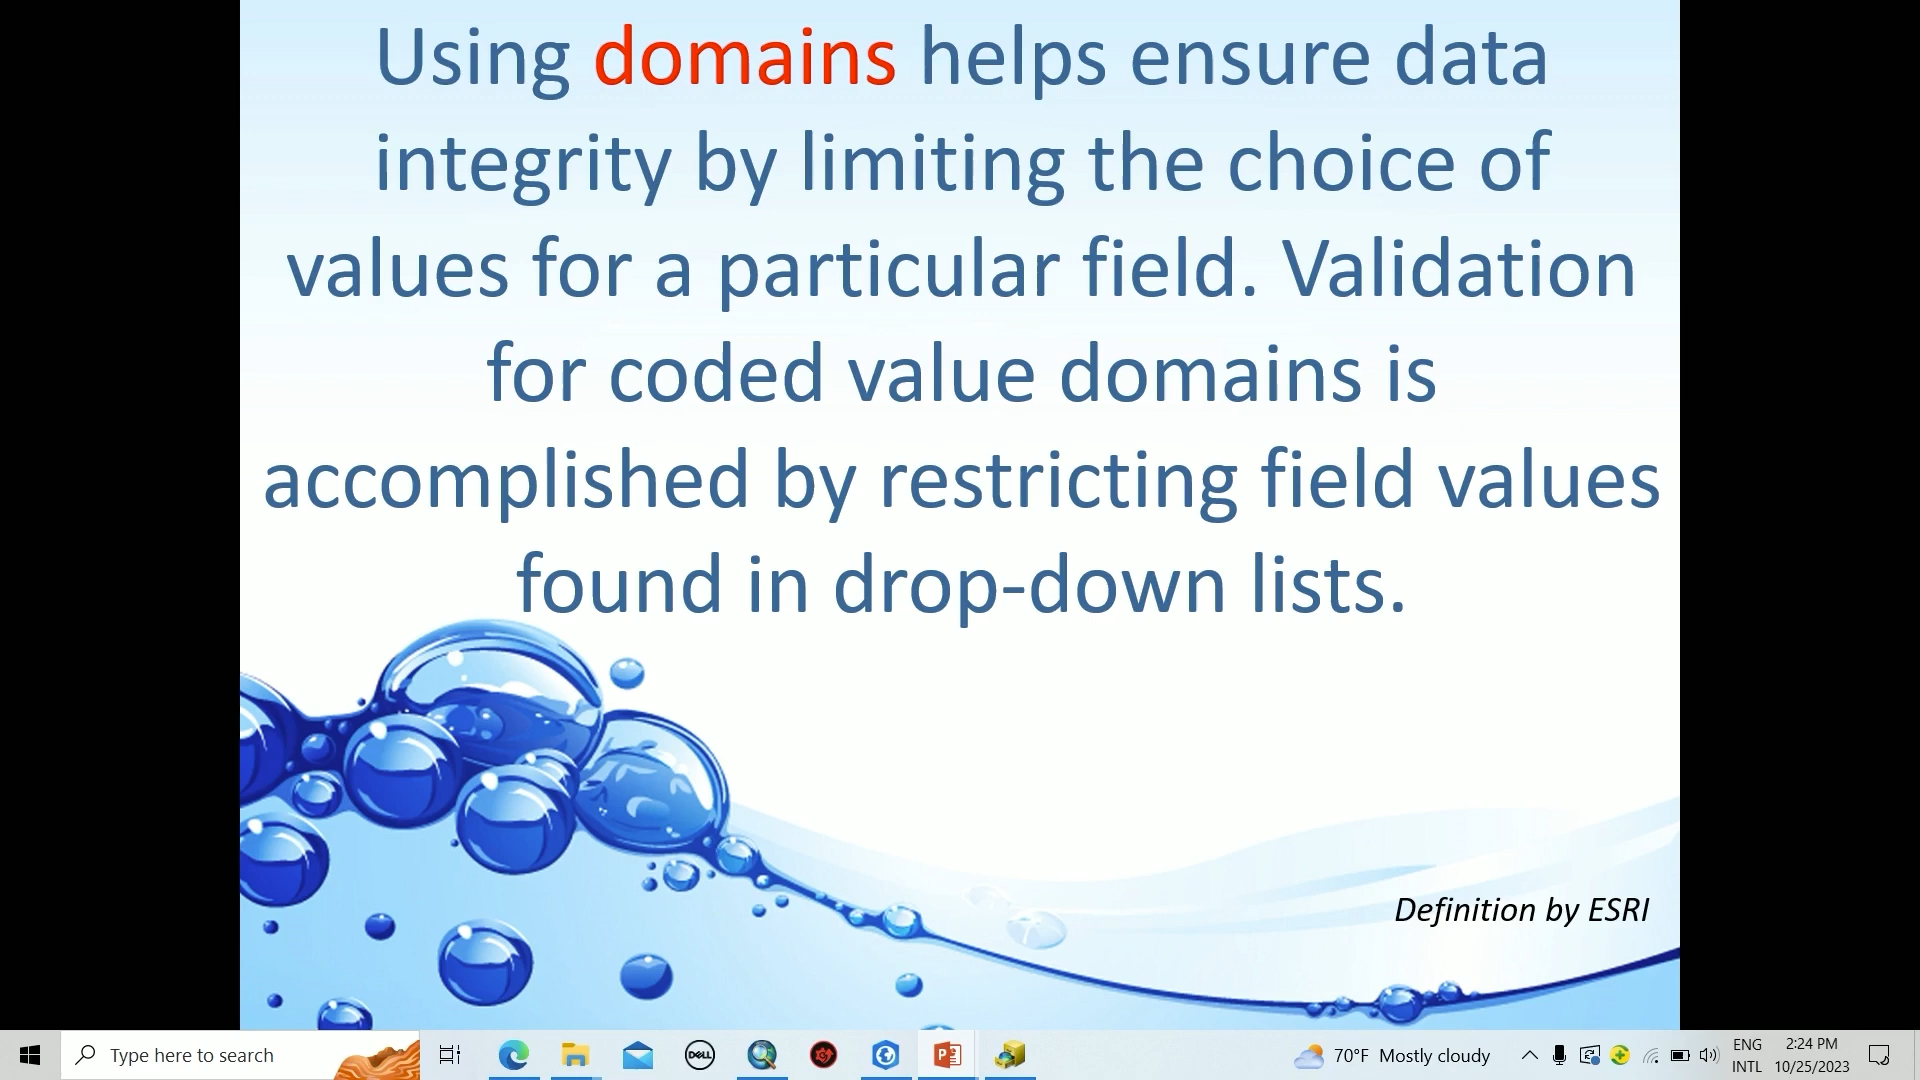 Using domains helps ensure data
integrity by limiting the choice of
values for a particular field. Validation
for coded value domains is
accomplished by restricting field values
found in drop-down lists.
Definition by ESRI
Type here to search
DELL
70°F Mostly cloudy
ENG
INTL
2:24 PM
10/25/2023